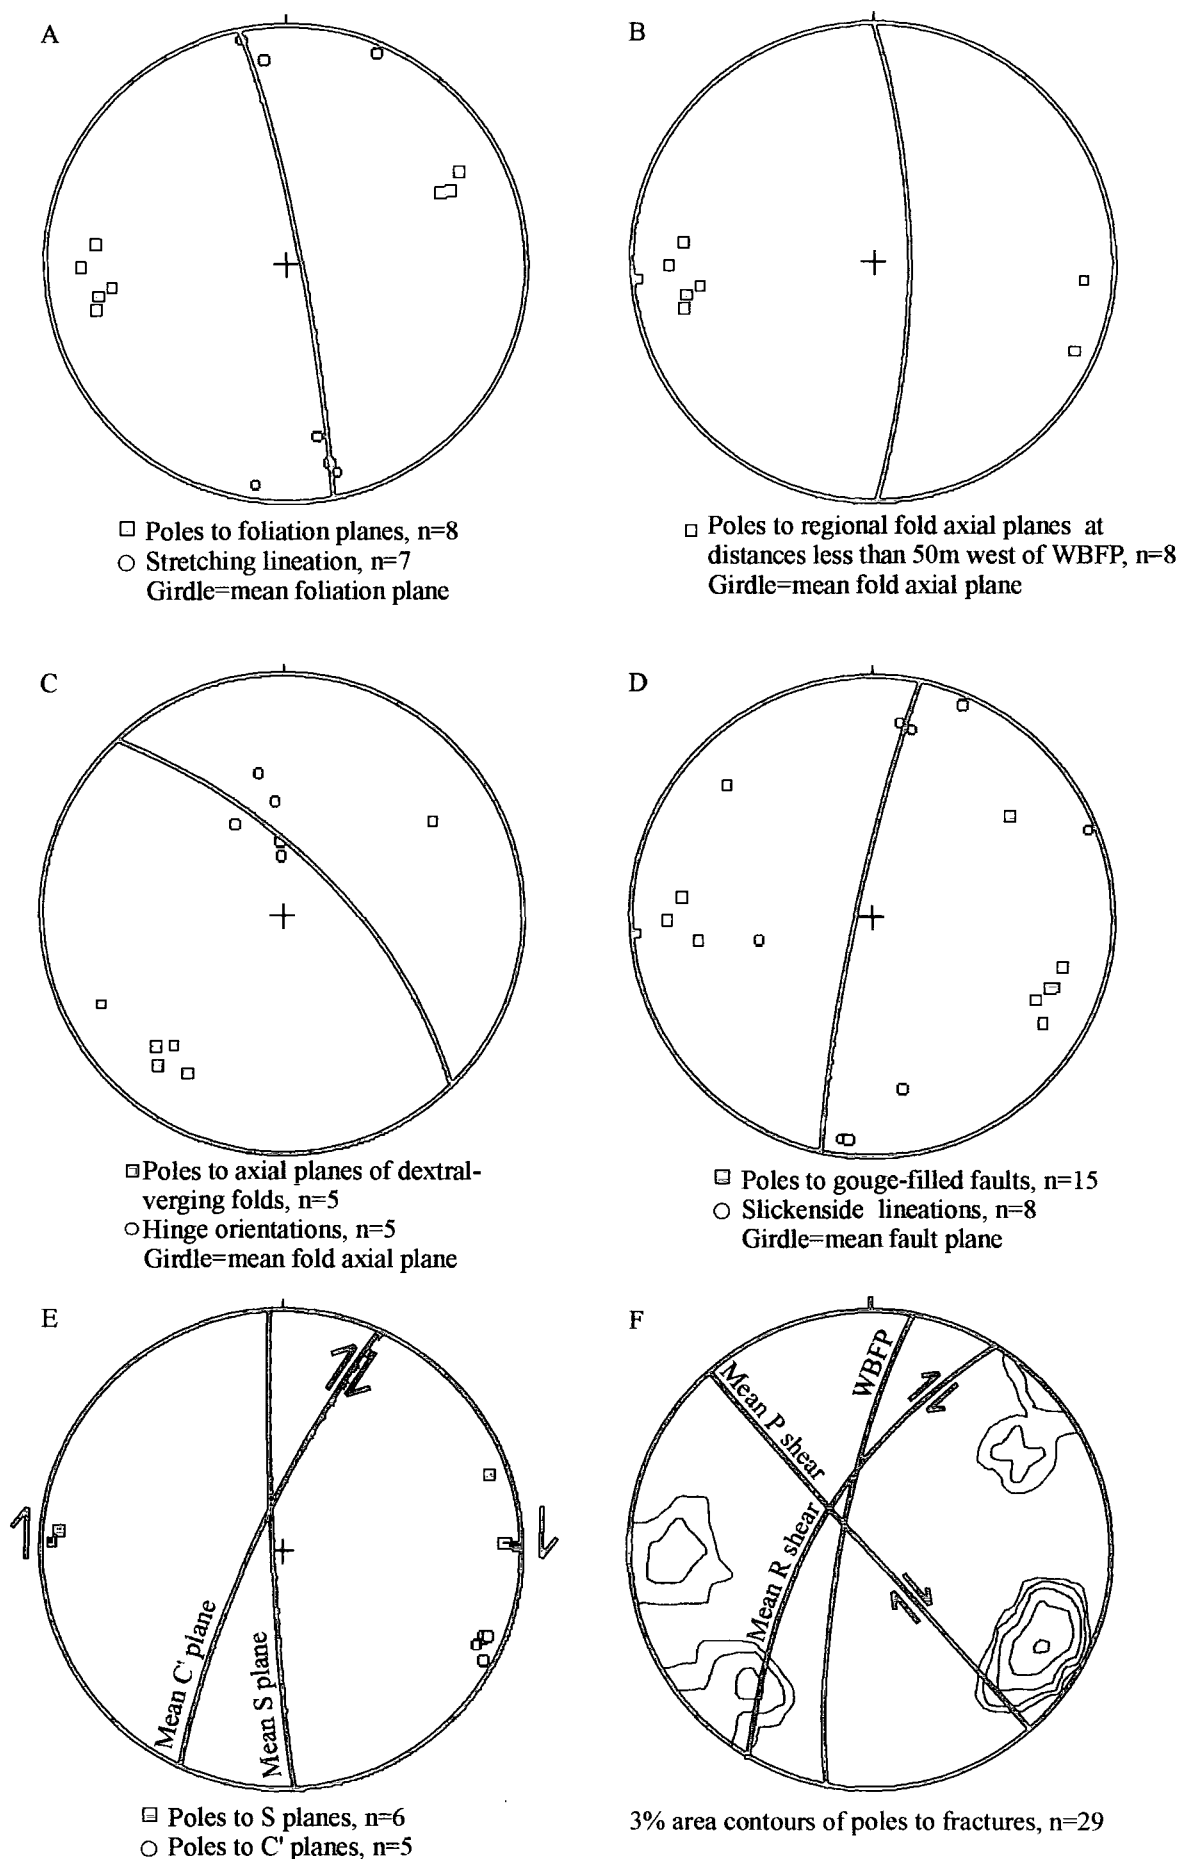 A
B
Poles to foliation planes, n=8
Stretching lineation, n=7
Girdle=mean foliation plane
Poles to regional fold axial planes at
distances less than 50m west of WBFP, n=8
Girdle=mean fold axial plane
C
D
Poles to axial planes of dextral-
verging folds, n=5
Hinge orientations, n=5
Girdle=mean fold axial plane
Poles to gouge-filled faults, n=15
Slickenside lineations, n=8
Girdle=mean fault plane
E
F
Mean C' plane
Mean S plane
Mean P shear
WBFP
Mean R shear
Poles to S planes, n=6
Poles to C' planes, n=5
3% area contours of poles to fractures, n=29